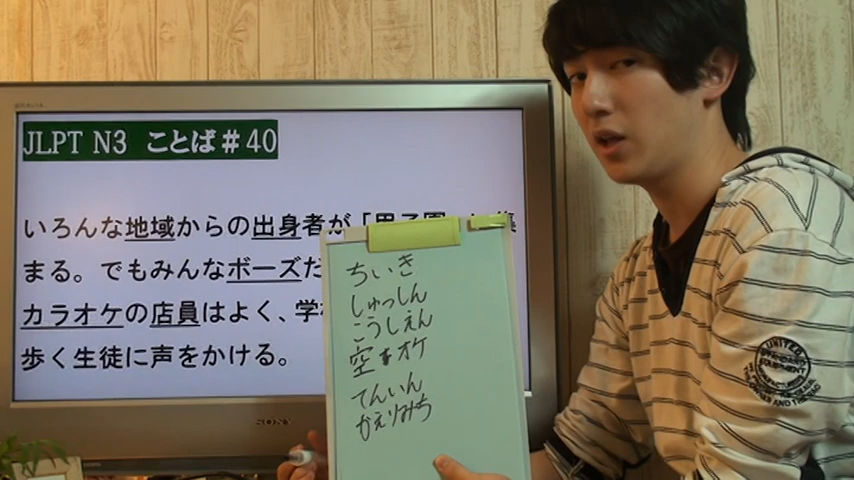 JLPT N3 ことば＃40
いろんな地域からの出身者が「甲子園」に集
まる。でもみんなボーズだ
カラオケの店員はよく、学校
歩く生徒に声をかける。
SONY
ちいき
しゅっしん
こうしえん
空オケ
てんいん
かえりみち
UNITED
STANDARD
EQUIPMENT